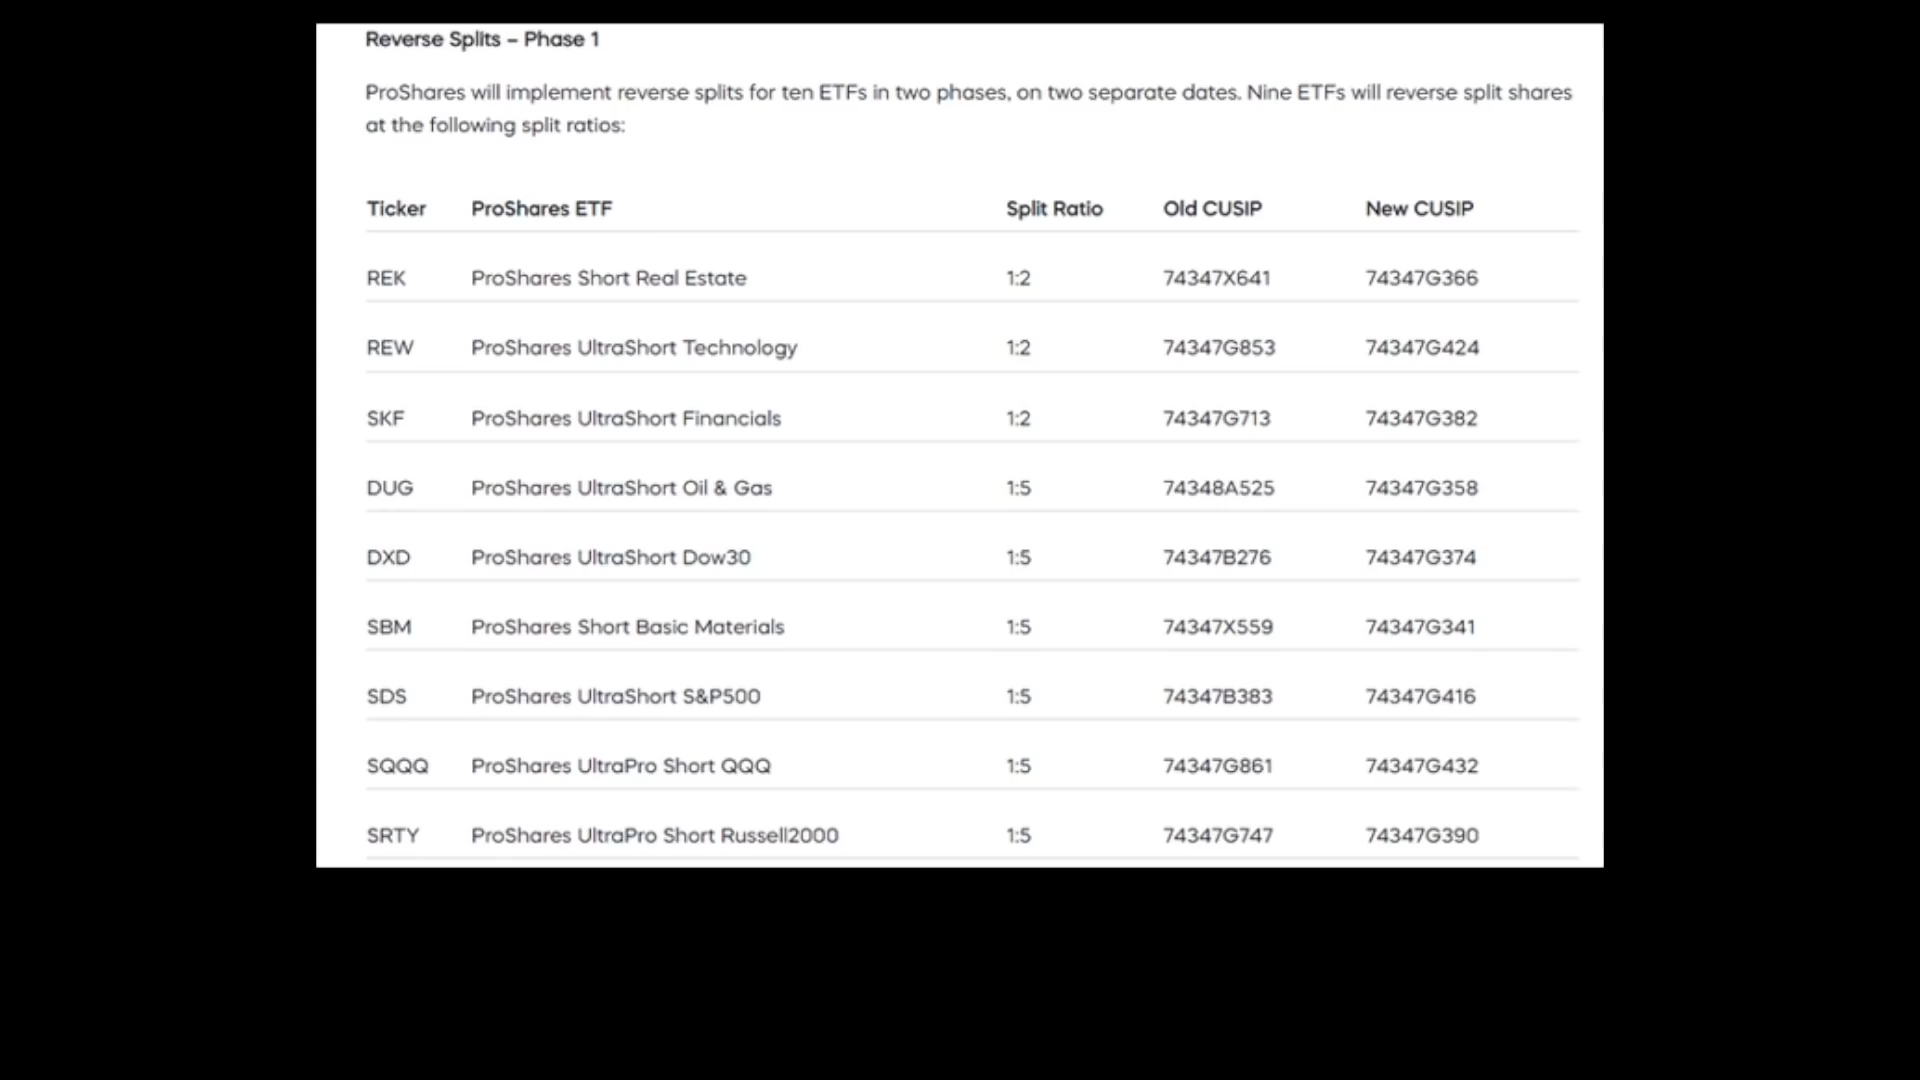 Reverse Splits – Phase 1
ProShares will implement reverse splits for ten ETFs in two phases, on two separate dates. Nine ETFs will reverse split shares
at the following split ratios:
Ticker ProShares ETF Split Ratio Old CUSIP New CUSIP
REK ProShares Short Real Estate 1:2 74347X641 74347G366
REW ProShares UltraShort Technology 1:2 74347G853 74347G424
SKF ProShares UltraShort Financials 1:2 74347G713 74347G382
DUG ProShares UltraShort Oil & Gas 1:5 74348A525 74347G358
DXD ProShares UltraShort Dow30 1:5 74347B276 74347G374
SBM ProShares Short Basic Materials 1:5 74347X559 74347G341
SDS ProShares UltraShort S&P500 1:5 74347B383 74347G416
SQQQ ProShares UltraPro Short QQQ 1:5 74347G861 74347G432
SRTY ProShares UltraPro Short Russell2000 1:5 74347G747 74347G390